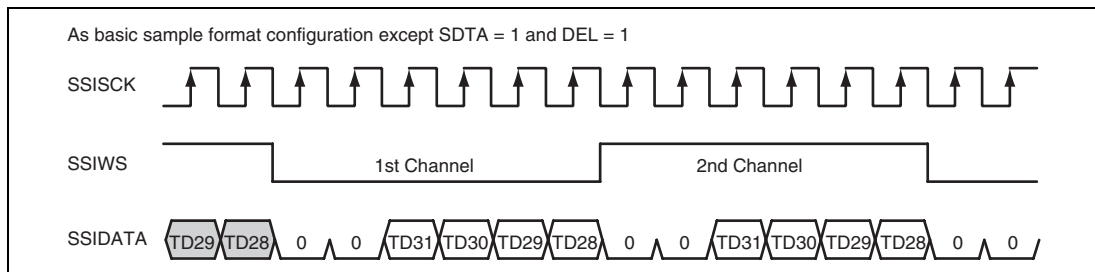 As basic sample format configuration except SDTA = 1 and DEL = 1
SSISCK
SSIWS 1st Channel 2nd Channel
SSIDATA TD29 TD28 0 0 TD31 TD30 TD29 TD28 0 0 TD31 TD30 TD29 TD28 0 0